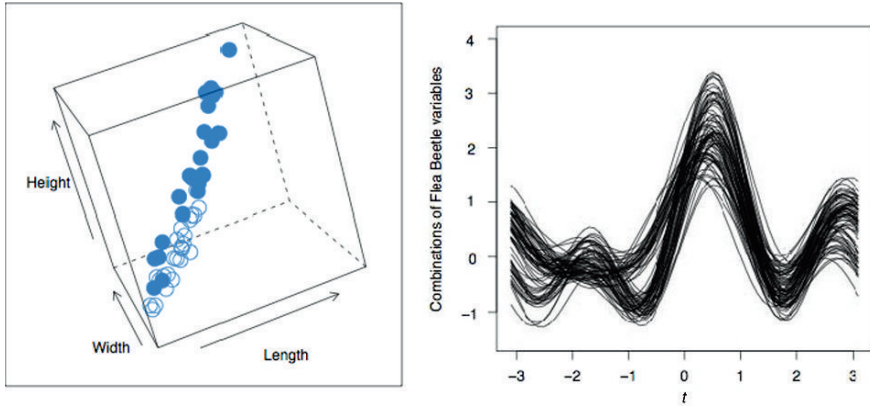 Height
Width
Length
Combinations of Flea Beetle variables
4
3
2
1
0
−1
−3 −2 −1 0 1 2 3
t